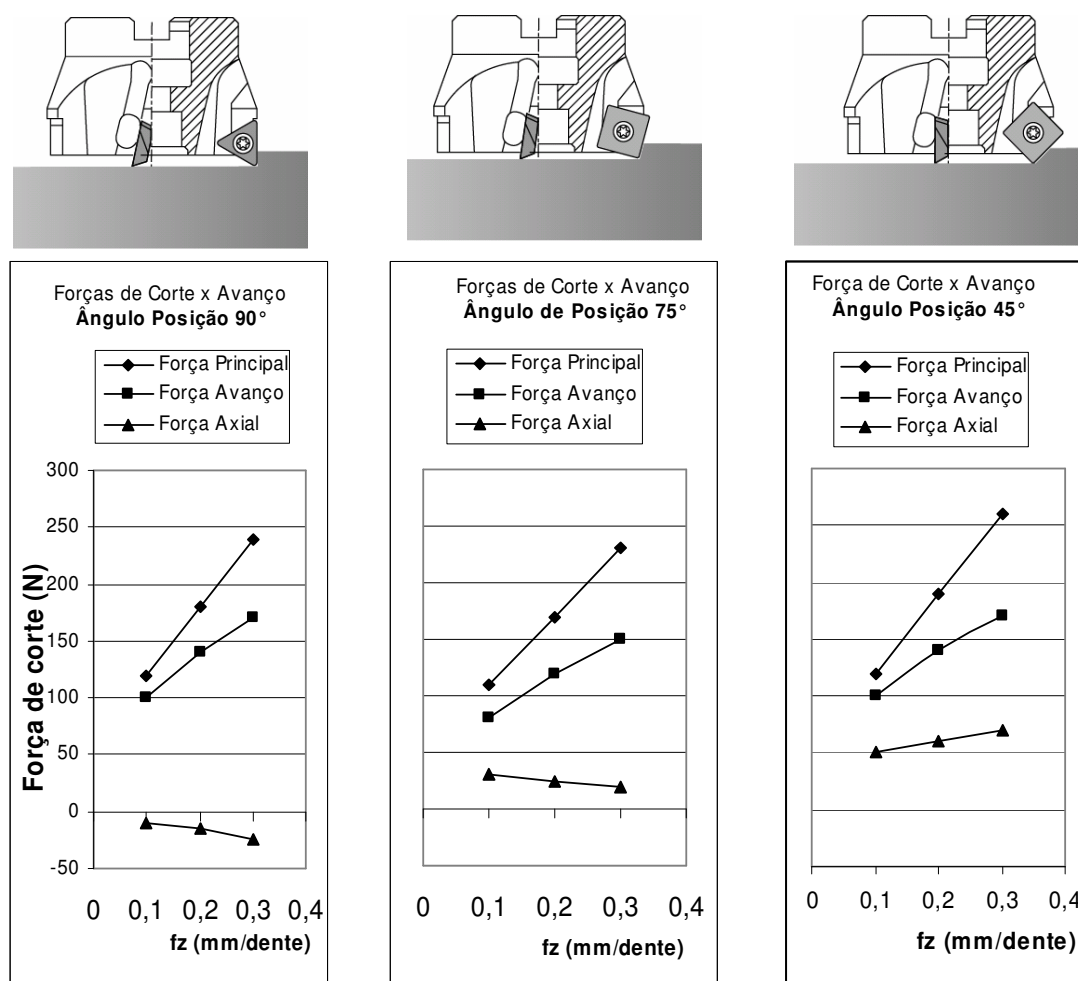 Forças de Corte x Avanço
Ângulo Posição 90°
Força Principal
Força Avanço
Força Axial
Força de corte (N)
300
250
200
150
100
50
0
-50
0 0,1 0,2 0,3 0,4
fz (mm/dente)
Forças de Corte x Avanço
Ângulo de Posição 75°
Força Principal
Força Avanço
Força Axial
0 0,1 0,2 0,3 0,4
fz (mm/dente)
Força de Corte x Avanço
Ângulo Posição 45°
Força Principal
Força Avanço
Força Axial
0 0,1 0,2 0,3 0,4
fz (mm/dente)